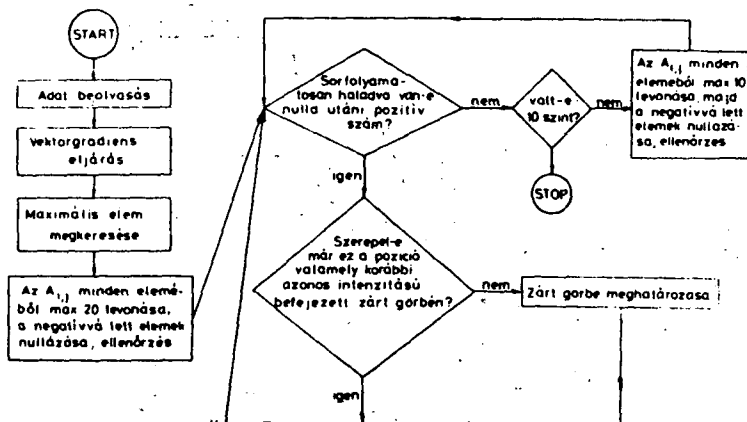 START
Adat beolvasás
Vektorgradiens
eljárás
Maximális elem
megkeresése
Az A i,j minden elemé-
ből max 20 levonása,
a negatívvá lett elemek
nullázása, ellenőrzés
Sorfolyama-
tosan haladva van-e
nulla utáni pozitív
szám?
nem
volt-e
10 szint?
nem
STOP
Az A i,j minden
eleméből max 10
levonása, majd
a negatívvá lett
elemek nullázá-
sa, ellenőrzés
igen
Szerepel-e
már ez a pozíció
valamely korábbi
azonos intenzitású
befejezett zárt görbén?
nem
Zárt görbe meghatározása
igen